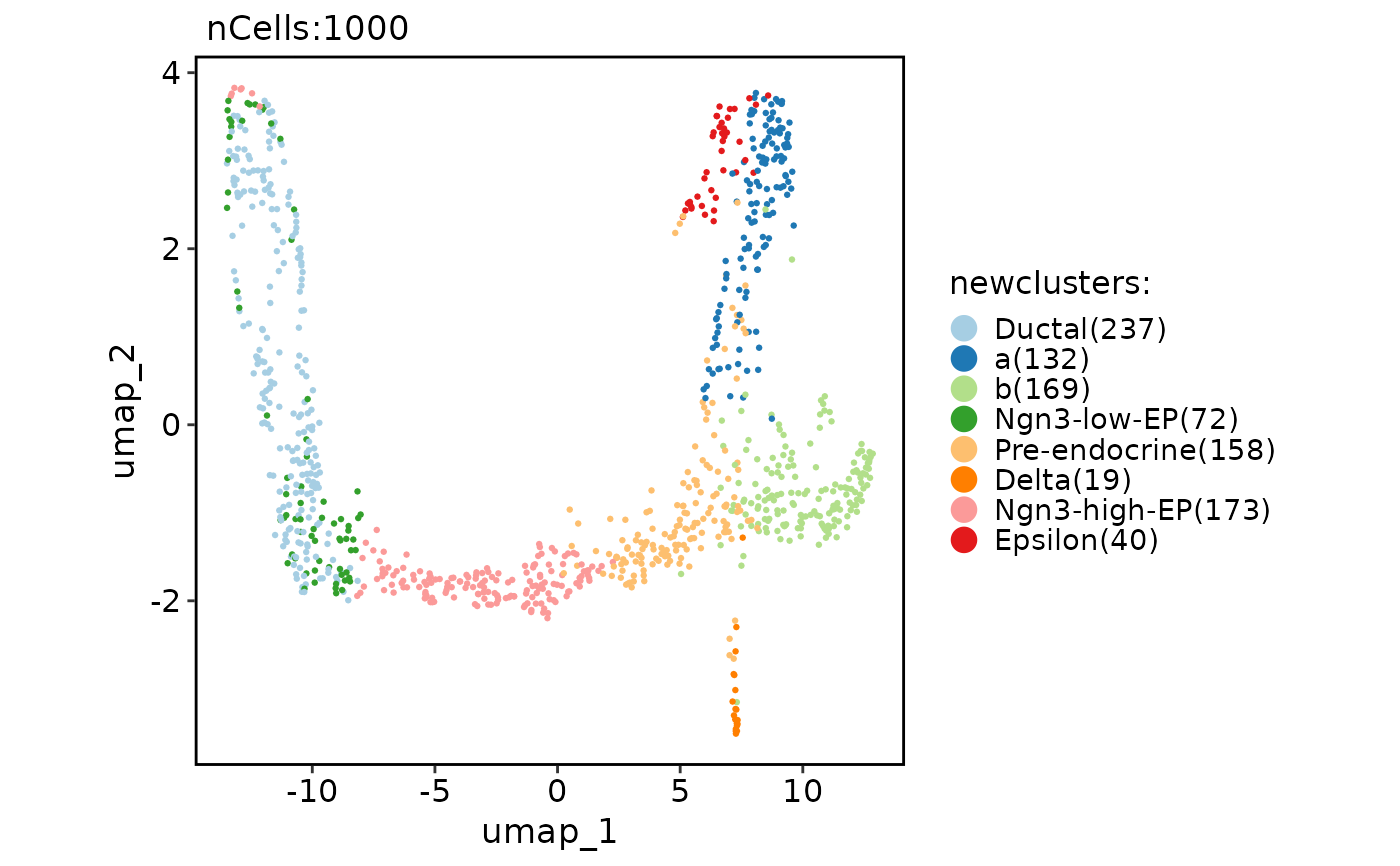 nCells:1000
4
2
0
-2
umap_2
-10
-5
0
5
10
umap_1
newclusters:
Ductal(237)
a(132)
b(169)
Ngn3-low-EP(72)
Pre-endocrine(158)
Delta(19)
Ngn3-high-EP(173)
Epsilon(40)